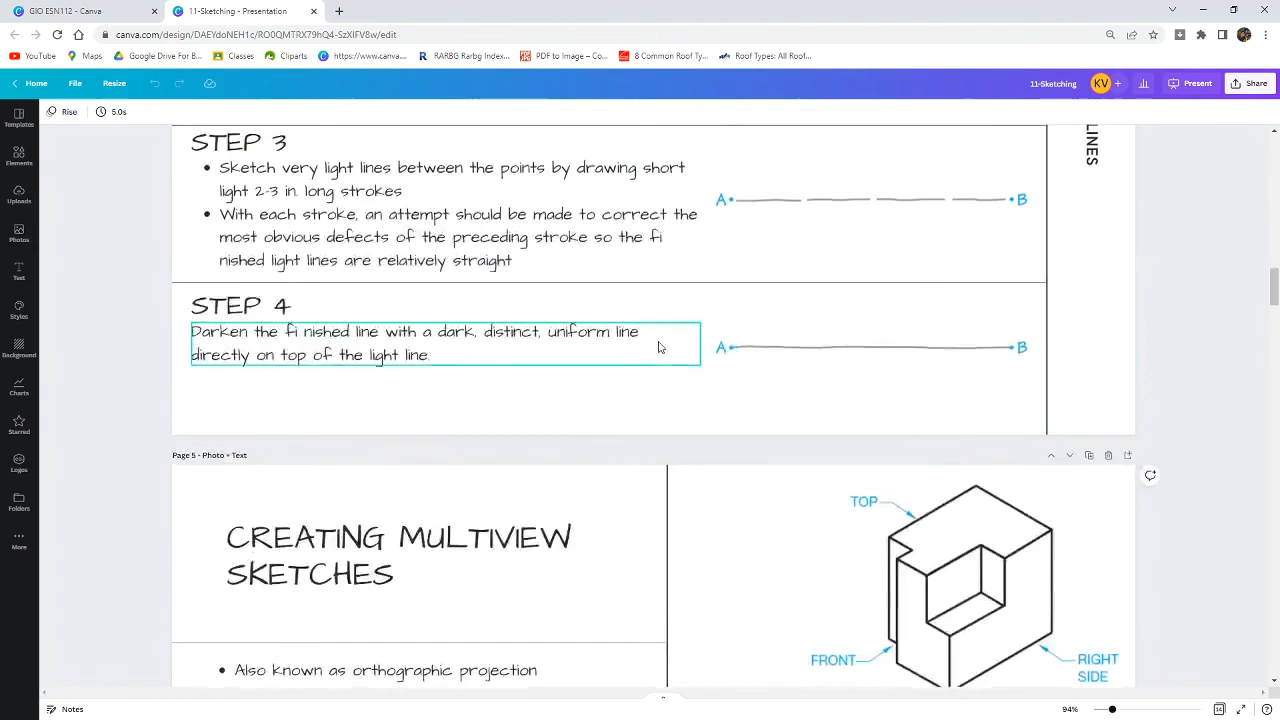 GIO ESN112 - Canva
11-Sketching - Presentation
canva.com/design/DAEYdoNEH1c/RO0QMTRX79hQ4-SzXIFV8w/edit
YouTube
Maps
Google Drive For B...
Classes
Cliparts
https://www.canva....
RARBG Rarbg Index...
PDF to Image – Co...
8 Common Roof Ty...
Roof Types: All Roof...
Home
File
Resize
11-Sketching
KV
Present
Share
Rise
5.0s
Templates
Elements
Uploads
Photos
Text
Styles
Background
Charts
Starred
Logos
Folders
More
STEP 3
Sketch very light lines between the points by drawing short
light 2-3 in. long strokes
With each stroke, an attempt should be made to correct the
most obvious defects of the preceding stroke so the fi
nished light lines are relatively straight
A
B
LINES
STEP 4
Darken the fi nished line with a dark, distinct, uniform line
directly on top of the light line.
A
B
Page 5 - Photo + Text
CREATING MULTIVIEW
SKETCHES
Also known as orthographic projection
TOP
FRONT
RIGHT
SIDE
Notes
94%
14